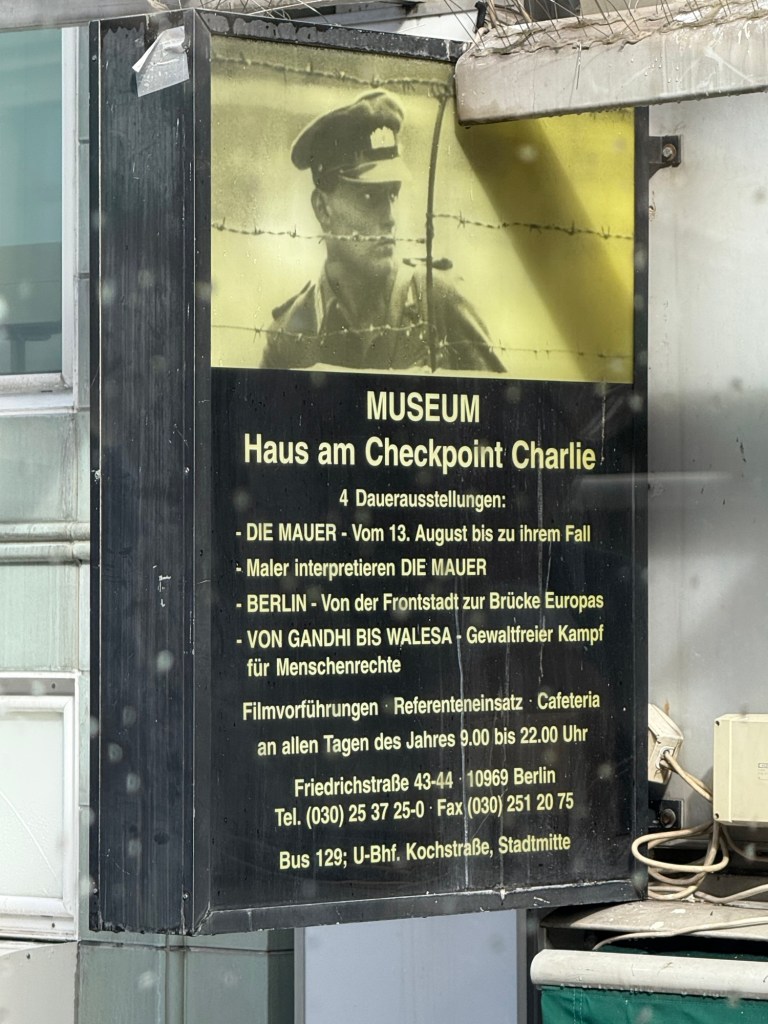 MUSEUM
Haus am Checkpoint Charlie
4 Dauerausstellungen:
- DIE MAUER - Vom 13. August bis zu ihrem Fall
- Maler interpretieren DIE MAUER
- BERLIN - Von der Frontstadt zur Brücke Europas
- VON GANDHI BIS WALESA - Gewaltfreier Kampf
für Menschenrechte
Filmvorführungen · Referenteneinsatz · Cafeteria
an allen Tagen des Jahres 9.00 bis 22.00 Uhr
Friedrichstraße 43-44 · 10969 Berlin
Tel. (030) 25 37 25-0 · Fax (030) 251 20 75
Bus 129; U-Bhf. Kochstraße, Stadtmitte